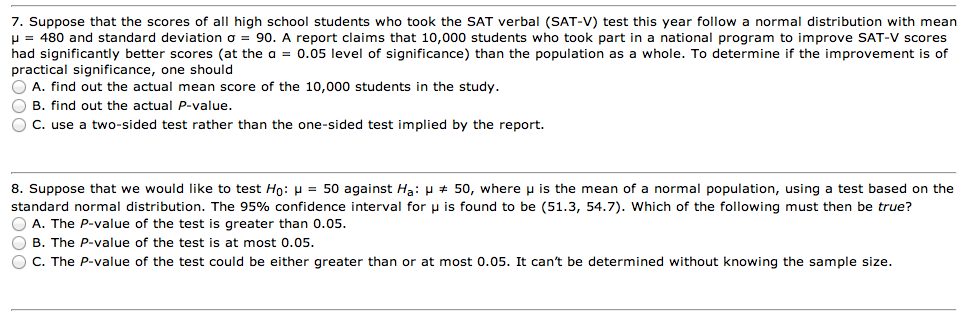 7. Suppose that the scores of all high school students who took the SAT verbal (SAT-V) test this year follow a normal distribution with mean
μ = 480 and standard deviation σ = 90. A report claims that 10,000 students who took part in a national program to improve SAT-V scores
had significantly better scores (at the α = 0.05 level of significance) than the population as a whole. To determine if the improvement is of
practical significance, one should
A. find out the actual mean score of the 10,000 students in the study.
B. find out the actual P-value.
C. use a two-sided test rather than the one-sided test implied by the report.
8. Suppose that we would like to test H0: μ = 50 against Ha: μ ≠ 50, where μ is the mean of a normal population, using a test based on the
standard normal distribution. The 95% confidence interval for μ is found to be (51.3, 54.7). Which of the following must then be true?
A. The P-value of the test is greater than 0.05.
B. The P-value of the test is at most 0.05.
C. The P-value of the test could be either greater than or at most 0.05. It can't be determined without knowing the sample size.